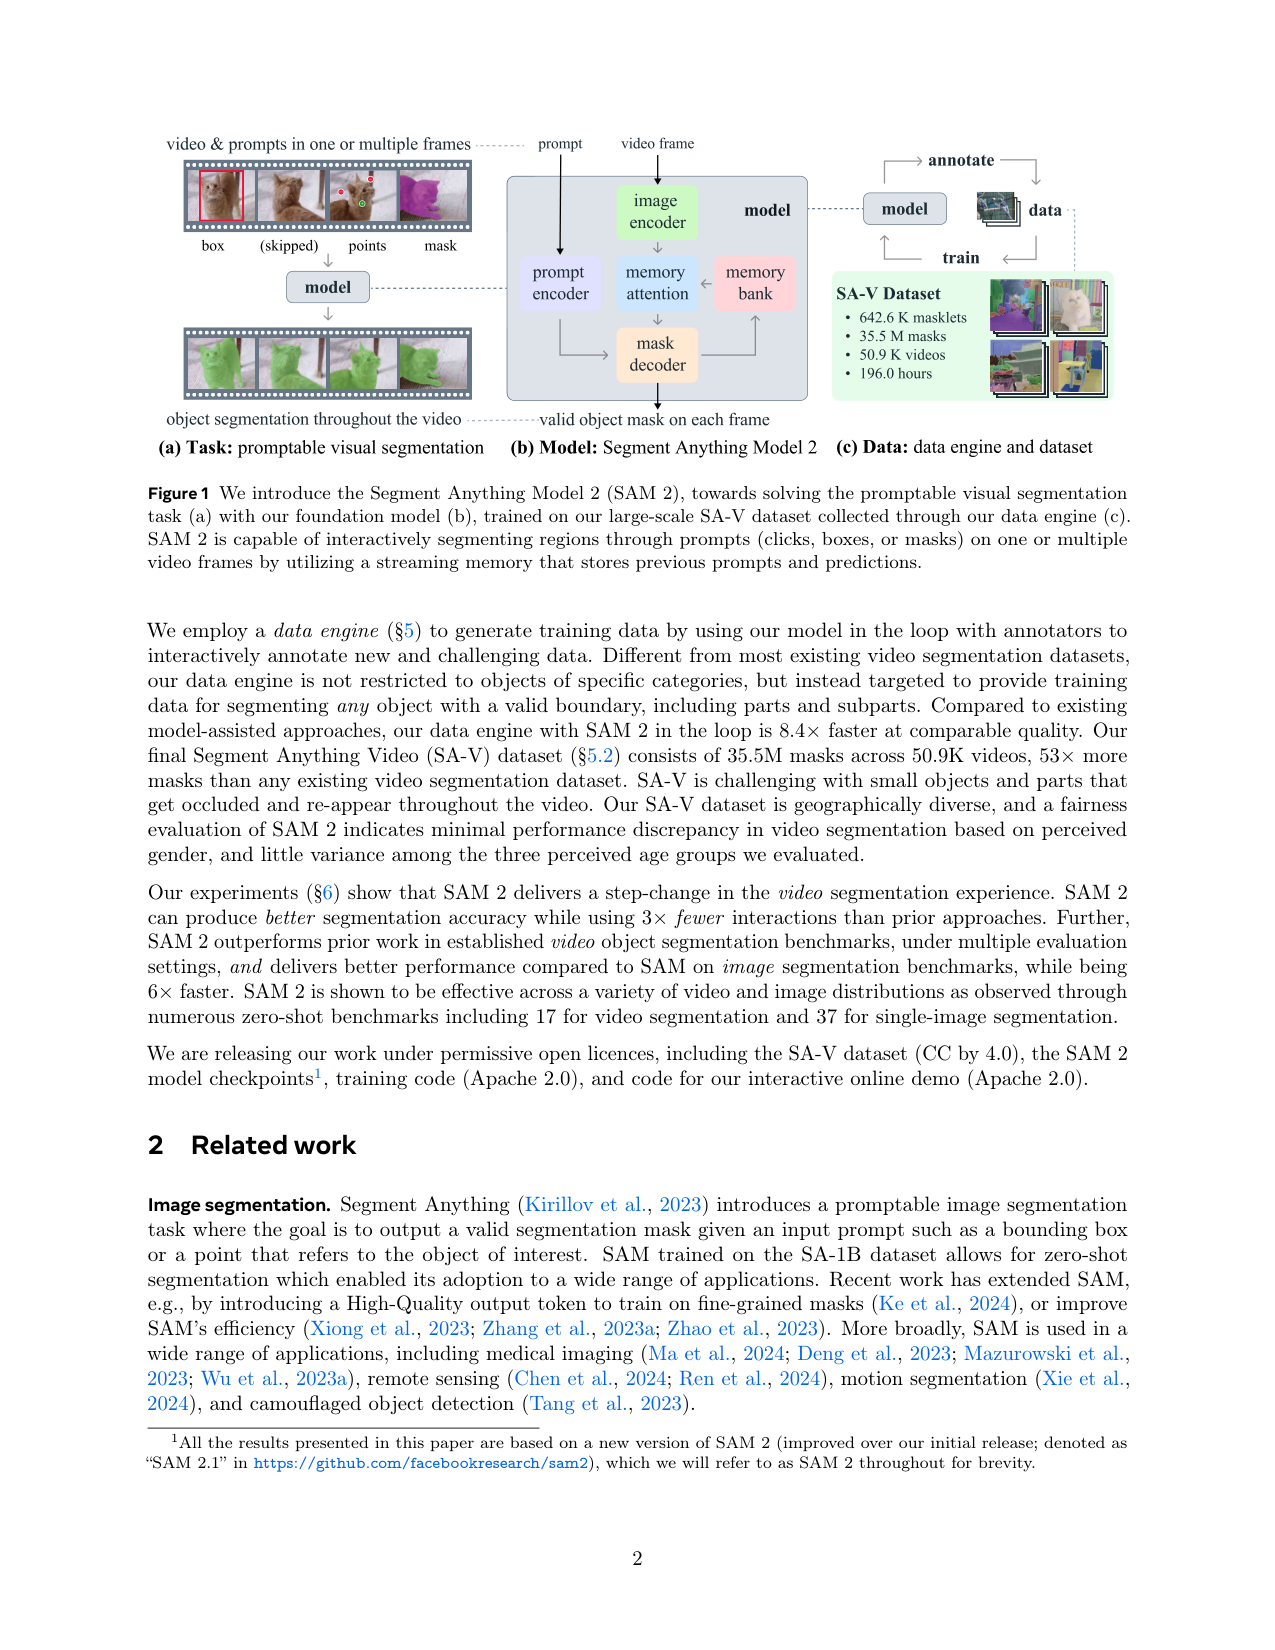 video & prompts in one or multiple frames
box (skipped) points mask
model
object segmentation throughout the video
(a) Task: promptable visual segmentation
prompt video frame
image
encoder
model
prompt
encoder
memory
attention
memory
bank
mask
decoder
valid object mask on each frame
(b) Model: Segment Anything Model 2
annotate
model
data
train
SA-V Dataset
• 642.6 K masklets
• 35.5 M masks
• 50.9 K videos
• 196.0 hours
(c) Data: data engine and dataset
Figure 1 We introduce the Segment Anything Model 2 (SAM 2), towards solving the promptable visual segmentation
task (a) with our foundation model (b), trained on our large-scale SA-V dataset collected through our data engine (c).
SAM 2 is capable of interactively segmenting regions through prompts (clicks, boxes, or masks) on one or multiple
video frames by utilizing a streaming memory that stores previous prompts and predictions.
We employ a data engine (§5) to generate training data by using our model in the loop with annotators to
interactively annotate new and challenging data. Different from most existing video segmentation datasets,
our data engine is not restricted to objects of specific categories, but instead targeted to provide training
data for segmenting any object with a valid boundary, including parts and subparts. Compared to existing
model-assisted approaches, our data engine with SAM 2 in the loop is 8.4× faster at comparable quality. Our
final Segment Anything Video (SA-V) dataset (§5.2) consists of 35.5M masks across 50.9K videos, 53× more
masks than any existing video segmentation dataset. SA-V is challenging with small objects and parts that
get occluded and re-appear throughout the video. Our SA-V dataset is geographically diverse, and a fairness
evaluation of SAM 2 indicates minimal performance discrepancy in video segmentation based on perceived
gender, and little variance among the three perceived age groups we evaluated.
Our experiments (§6) show that SAM 2 delivers a step-change in the video segmentation experience. SAM 2
can produce better segmentation accuracy while using 3× fewer interactions than prior approaches. Further,
SAM 2 outperforms prior work in established video object segmentation benchmarks, under multiple evaluation
settings, and delivers better performance compared to SAM on image segmentation benchmarks, while being
6× faster. SAM 2 is shown to be effective across a variety of video and image distributions as observed through
numerous zero-shot benchmarks including 17 for video segmentation and 37 for single-image segmentation.
We are releasing our work under permissive open licences, including the SA-V dataset (CC by 4.0), the SAM 2
model checkpoints1, training code (Apache 2.0), and code for our interactive online demo (Apache 2.0).
2 Related work
Image segmentation. Segment Anything (Kirillov et al., 2023) introduces a promptable image segmentation
task where the goal is to output a valid segmentation mask given an input prompt such as a bounding box
or a point that refers to the object of interest. SAM trained on the SA-1B dataset allows for zero-shot
segmentation which enabled its adoption to a wide range of applications. Recent work has extended SAM,
e.g., by introducing a High-Quality output token to train on fine-grained masks (Ke et al., 2024), or improve
SAM's efficiency (Xiong et al., 2023; Zhang et al., 2023a; Zhao et al., 2023). More broadly, SAM is used in a
wide range of applications, including medical imaging (Ma et al., 2024; Deng et al., 2023; Mazurowski et al.,
2023; Wu et al., 2023a), remote sensing (Chen et al., 2024; Ren et al., 2024), motion segmentation (Xie et al.,
2024), and camouflaged object detection (Tang et al., 2023).
1All the results presented in this paper are based on a new version of SAM 2 (improved over our initial release; denoted as
“SAM 2.1” in https://github.com/facebookresearch/sam2), which we will refer to as SAM 2 throughout for brevity.
2